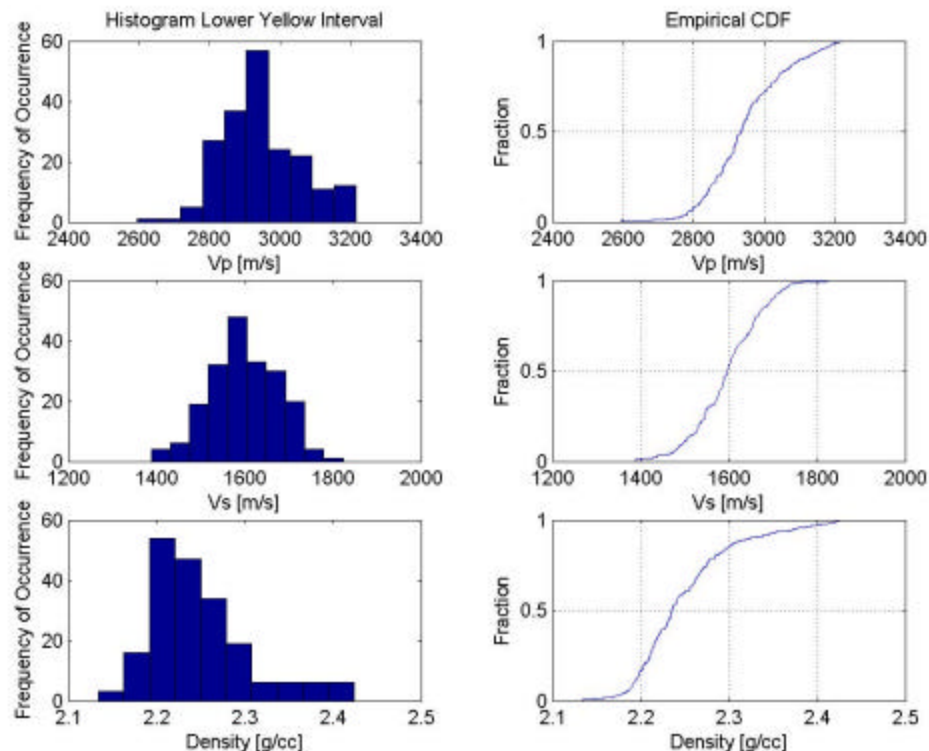 Histogram Lower Yellow Interval
Empirical CDF
Frequency of Occurrence
60
40
20
0
2400 2600 2800 3000 3200 3400
Vp [m/s]
Fraction
1
0.5
0
2400 2600 2800 3000 3200 3400
Vp [m/s]
Frequency of Occurrence
60
40
20
0
1200 1400 1600 1800 2000
Vs [m/s]
Fraction
1
0.5
0
1200 1400 1600 1800 2000
Vs [m/s]
Frequency of Occurrence
60
40
20
0
2.1 2.2 2.3 2.4 2.5
Density [g/cc]
Fraction
1
0.5
0
2.1 2.2 2.3 2.4 2.5
Density [g/cc]